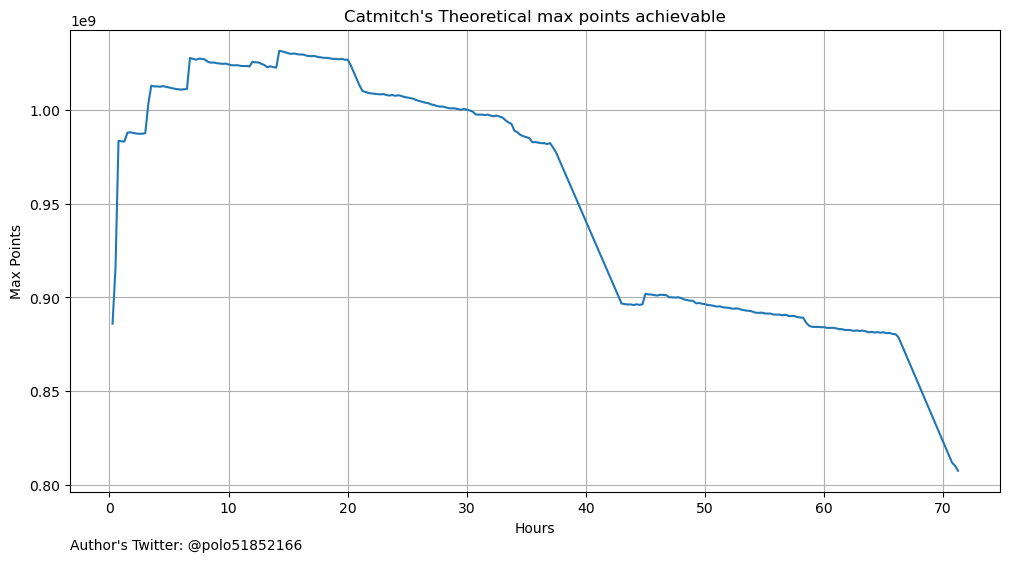 Catmitch's Theoretical max points achievable
1e9
1.00
0.95
0.90
0.85
0.80
Max Points
0 10 20 30 40 50 60 70
Hours
Author's Twitter: @polo51852166